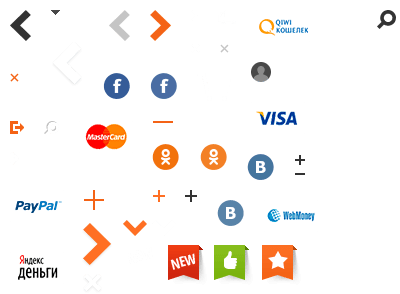 QIWI
КОШЕЛЕК
f
f
MasterCard
VISA
B
PayPal
B
WebMoney
Яндекс
деньги
NEW